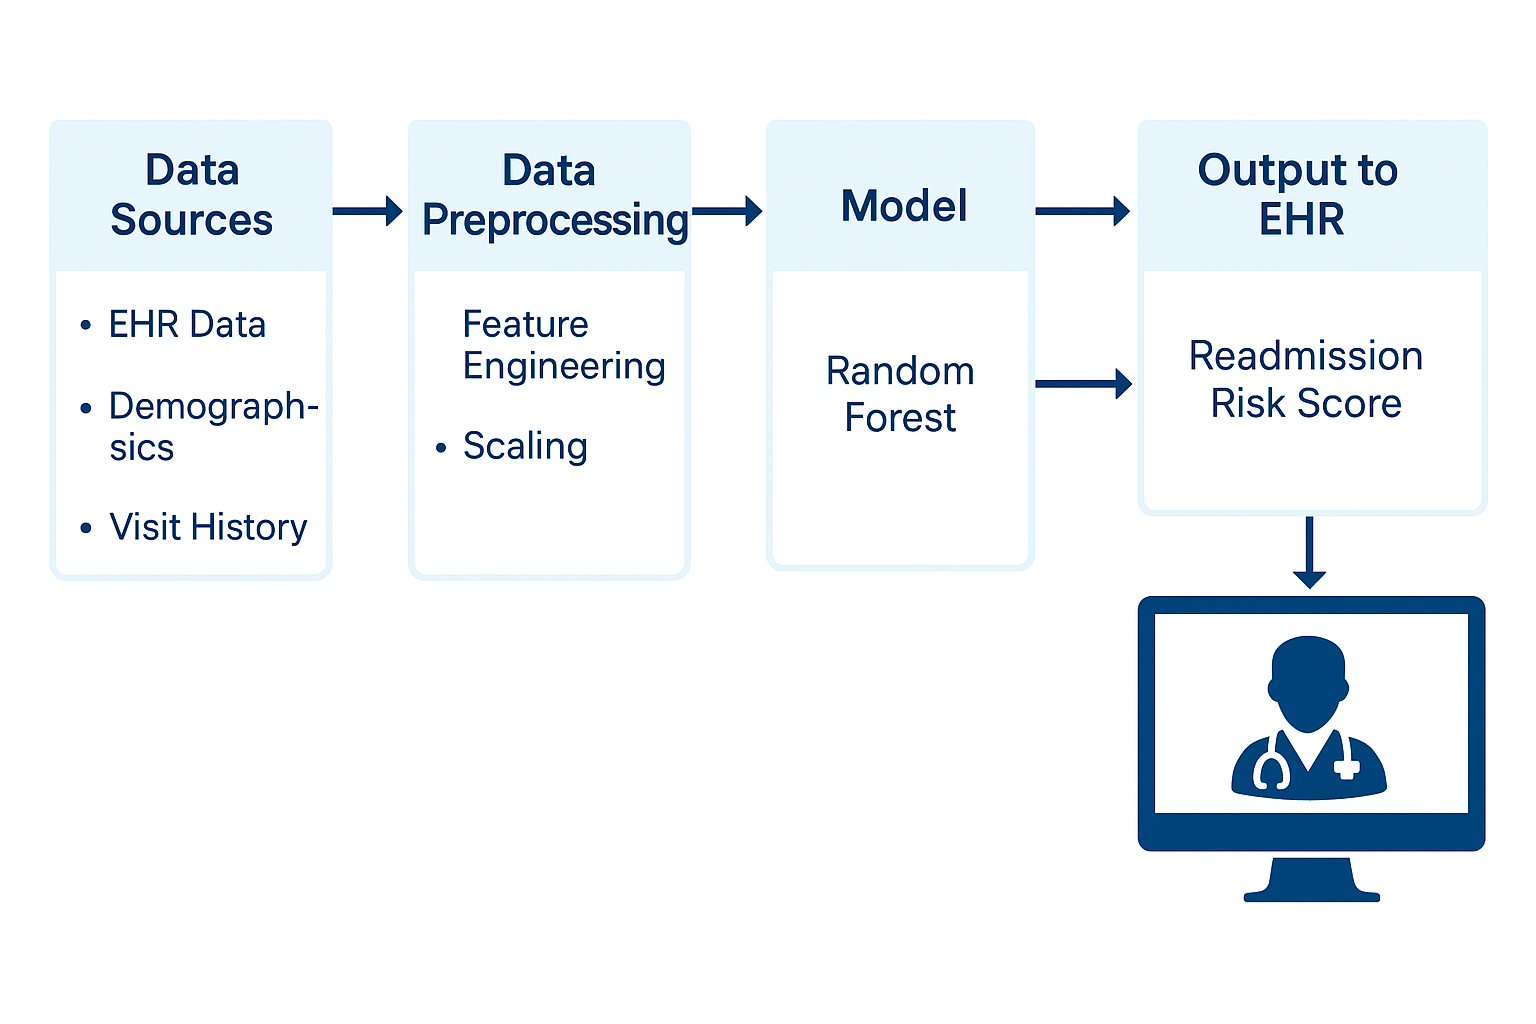 Data
Sources
• EHR Data
• Demograph-
sics
• Visit History
Data
Preprocessing
Feature
Engineering
• Scaling
Model
Random
Forest
Output to
EHR
Readmission
Risk Score